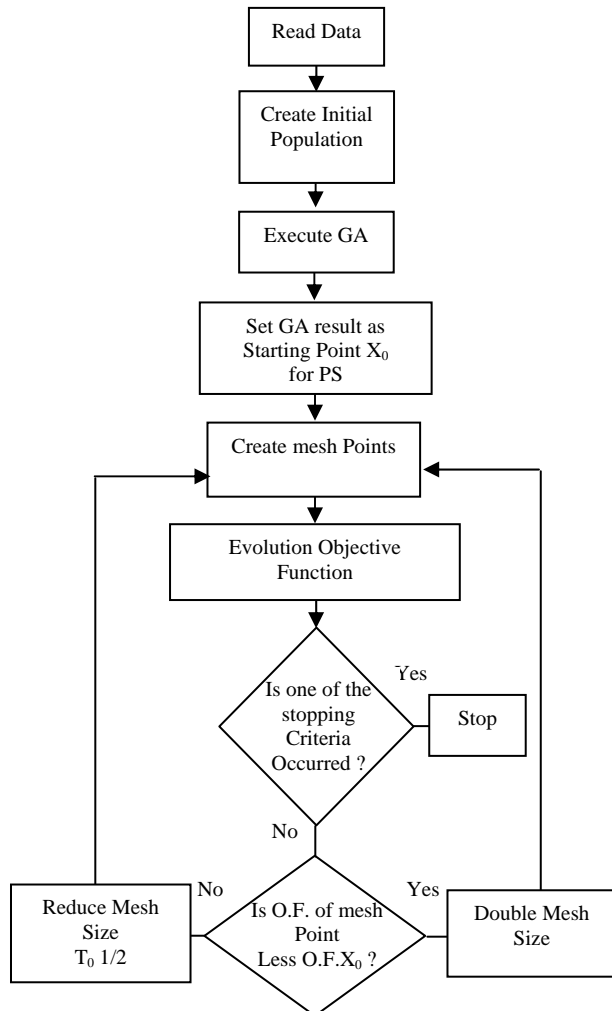 Read Data
Create Initial
Population
Execute GA
Set GA result as
Starting Point X₀
for PS
Create mesh Points
Evolution Objective
Function
Yes
Is one of the
stopping
Criteria
Occurred ?
Stop
No
No
Yes
Reduce Mesh
Size
T₀ 1/2
Is O.F. of mesh
Point
Less O.F.X₀ ?
Double Mesh
Size